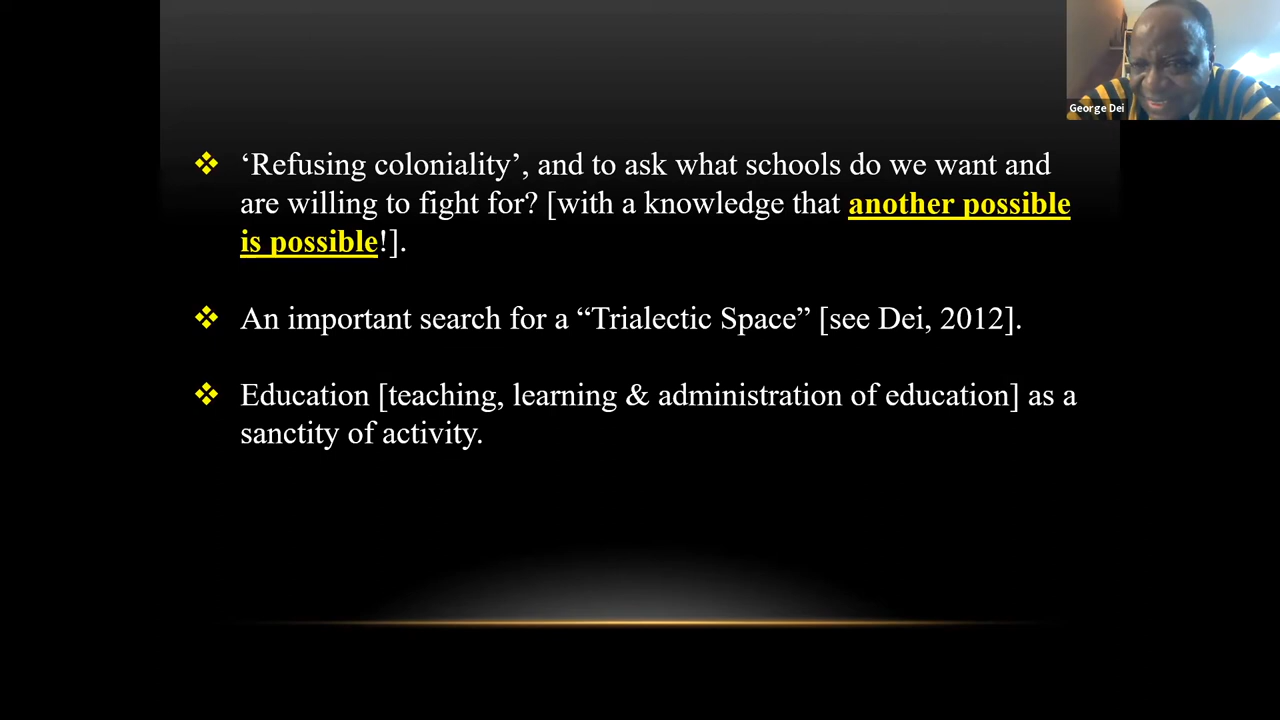 George Dei
‘Refusing coloniality’, and to ask what schools do we want and
are willing to fight for? [with a knowledge that another possible
is possible!].
An important search for a “Trialectic Space” [see Dei, 2012].
Education [teaching, learning & administration of education] as a
sanctity of activity.